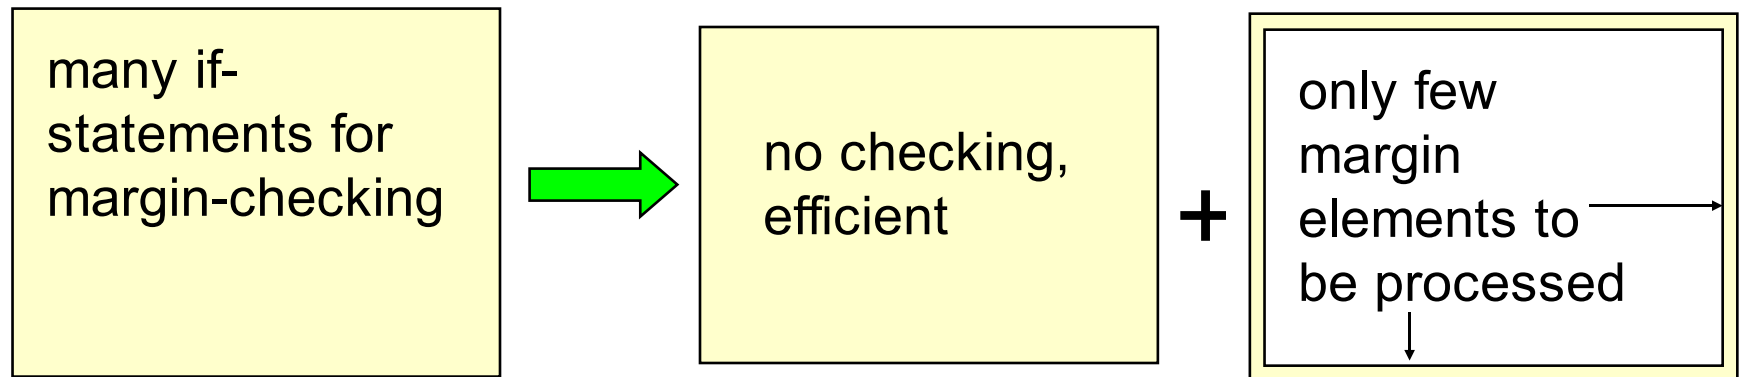 many if-
statements for
margin-checking
no checking,
efficient
+
only few
margin
elements to
be processed